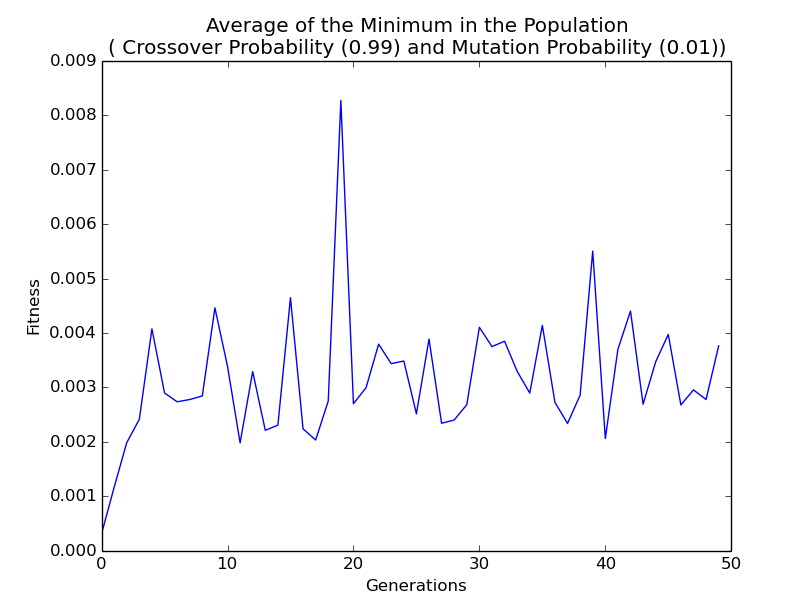 Average of the Minimum in the Population
( Crossover Probability (0.99) and Mutation Probability (0.01))
0.009
0.008
0.007
0.006
0.005
0.004
0.003
0.002
0.001
0.000
Fitness
0 10 20 30 40 50
Generations